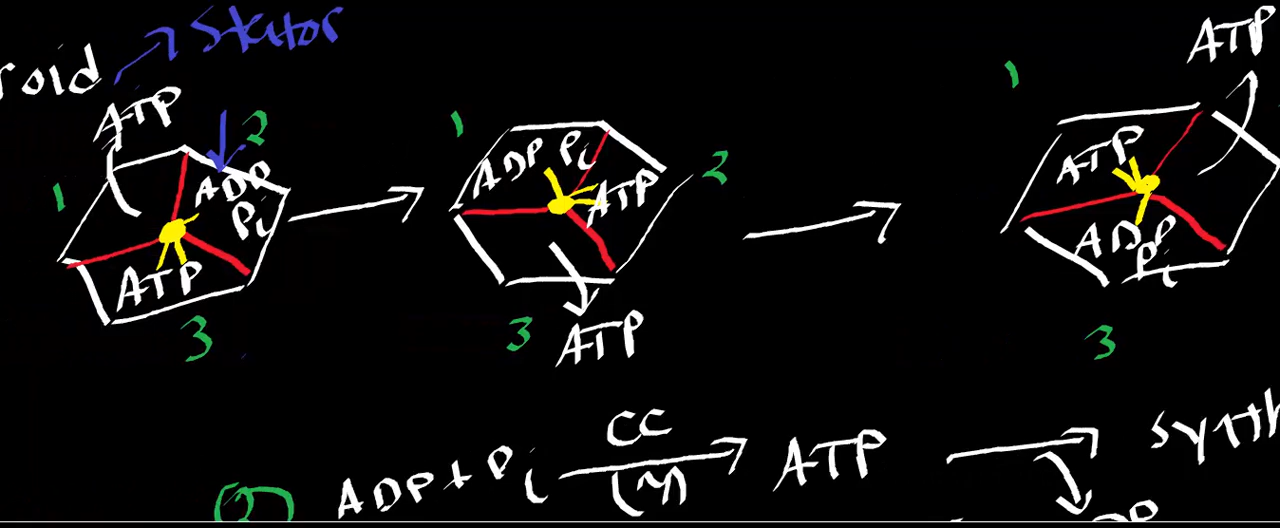 → Stator
roid
ATP
1
2
ADP
Pi
ATP
3
1
ADP Pi
ATP
2
3
ATP
1
ATP
ATP
ADP
Pi
3
CC
ADP + Pi → ATP → Synth
(M)